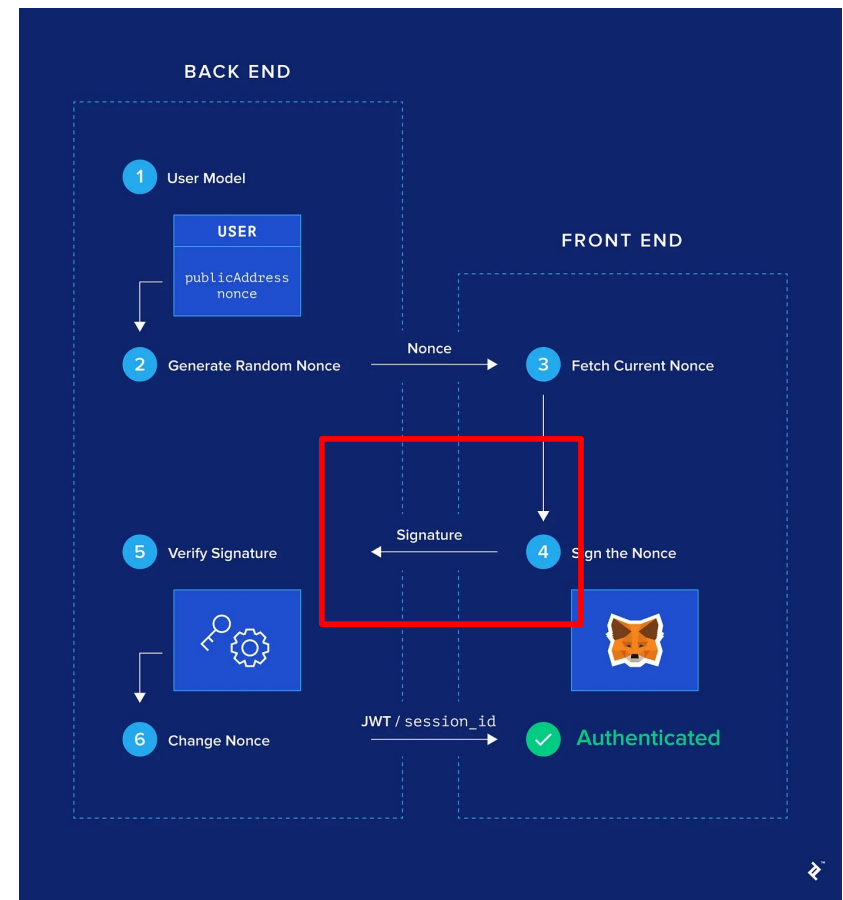 BACK END
1 User Model
USER
publicAddress
nonce
FRONT END
2 Generate Random Nonce
Nonce
3 Fetch Current Nonce
Signature
4 Sign the Nonce
5 Verify Signature
6 Change Nonce
JWT / session_id
Authenticated